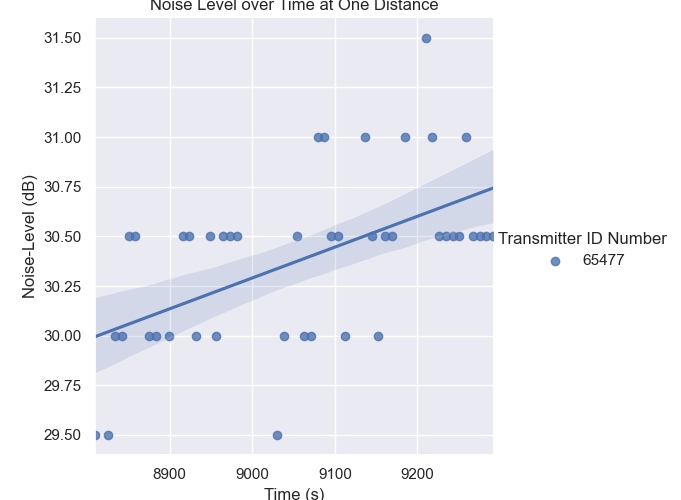 Noise Level over Time at One Distance
31.50
31.25
31.00
30.75
30.50
30.25
30.00
29.75
29.50
Noise-Level (dB)
8900 9000 9100 9200
Time (s)
Transmitter ID Number
65477